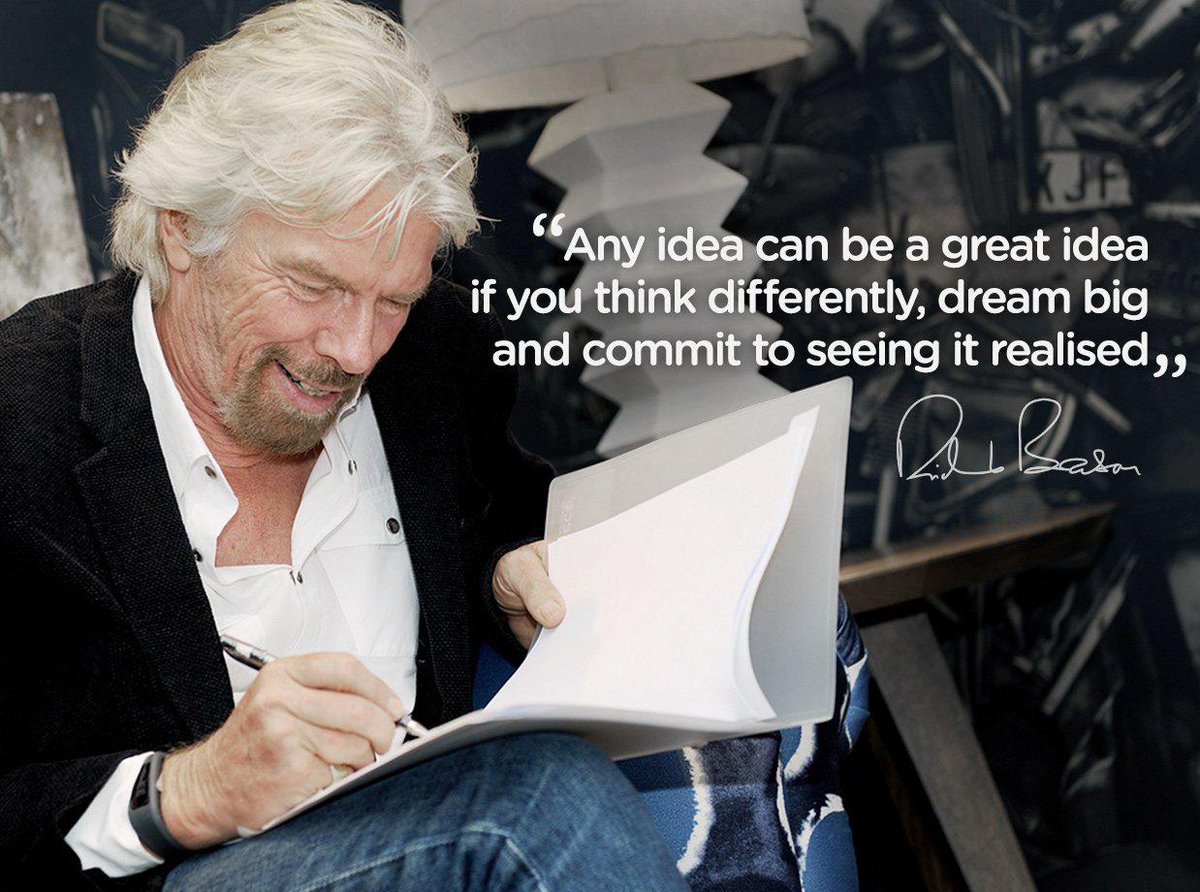 “Any idea can be a great idea
if you think differently, dream big
and commit to seeing it realised„
Richard Branson
XJF